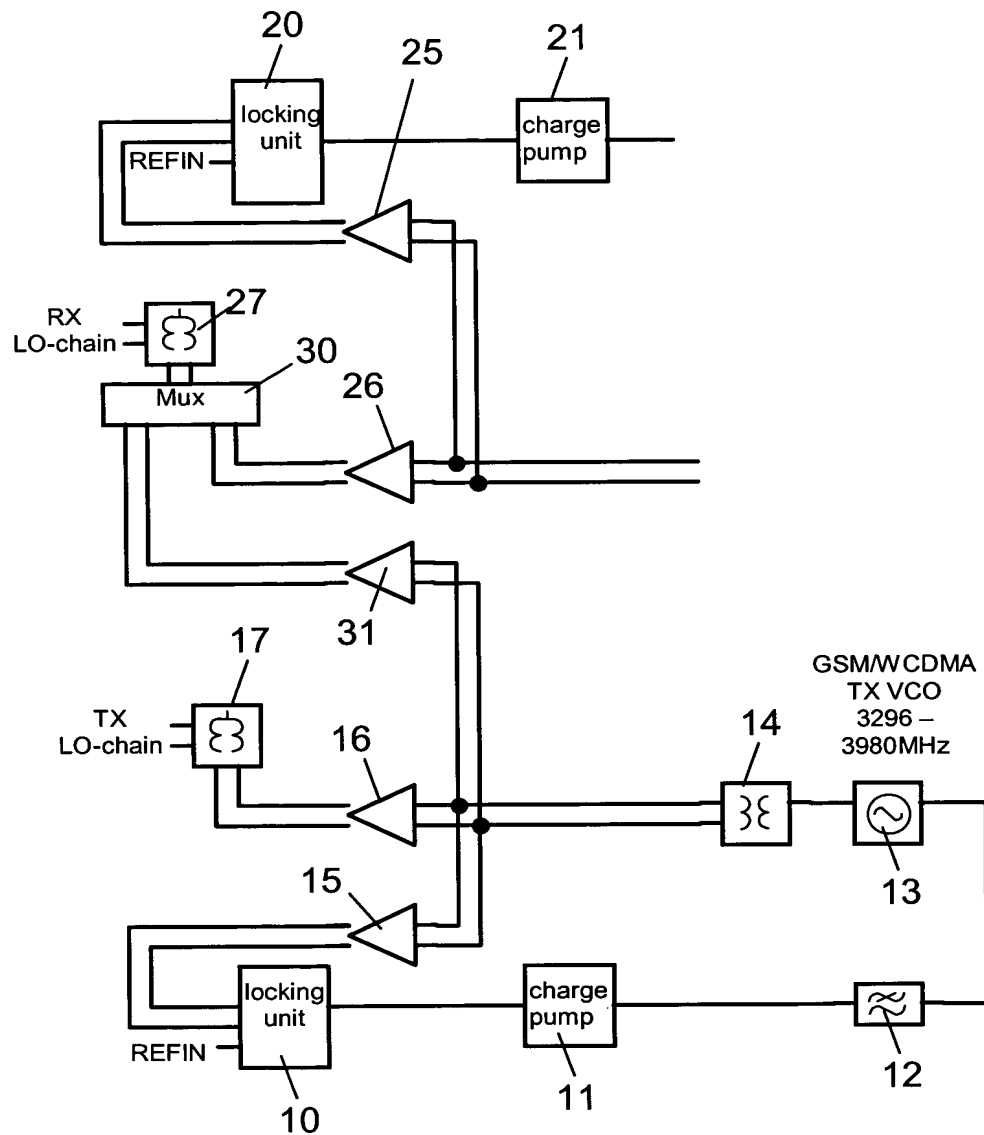 20
25
21
locking
unit
charge
pump
REFIN
RX
LO-chain
27
30
Mux
26
31
17
TX
LO-chain
16
14
GSM/WCDMA
TX VCO
3296 –
3980MHz
13
15
locking
unit
charge
pump
REFIN
10
11
12